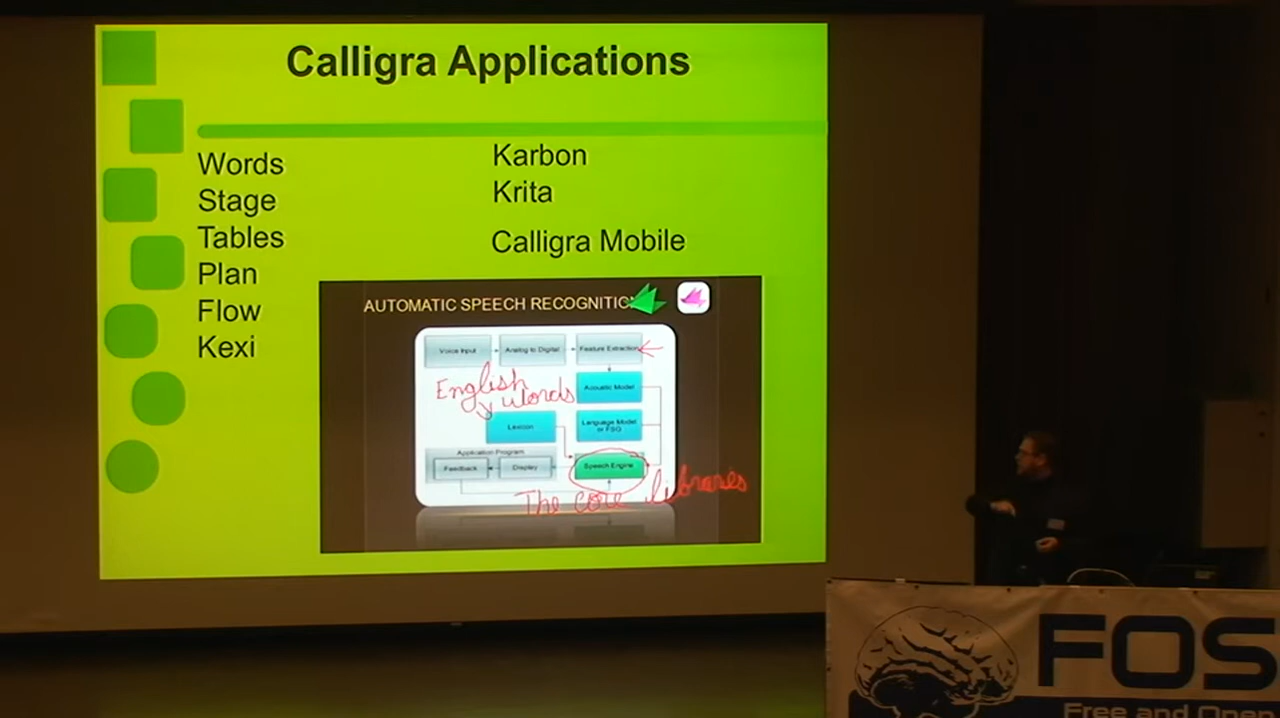 Calligra Applications
Words
Stage
Tables
Plan
Flow
Kexi
Karbon
Krita
Calligra Mobile
AUTOMATIC SPEECH RECOGNITIO
Voice Input
Analog to Digital
Feature Extraction
English
words
Acoustic Model
Lexicon
Language Model
or FSG
Application Program
Feedback
Display
Speech Engine
The core libraries
FOS
Free and Open